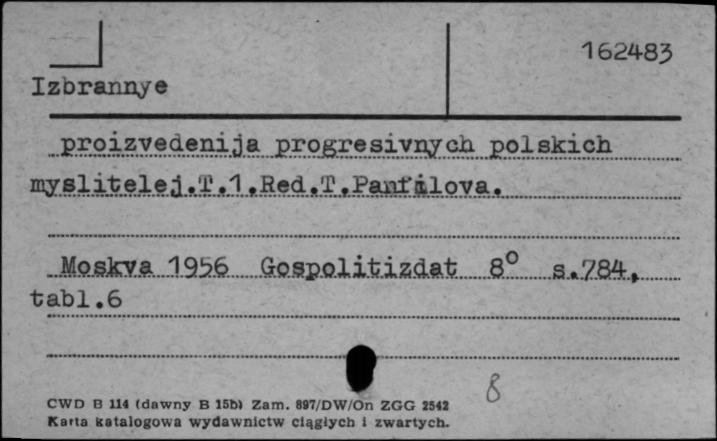 162483
Izbrannye
proizvedenija progresivnych polskich
myslitelej.T.1.Red.T.Panfilova.
Moskva 1956 Gospolitizdat 8° s.784,
tabl.6
8
CWD B 114 (dawny B 15b) Zam. 897/DW/On ZGG 2542
Karta katalogowa wydawnictw ciągłych i zwartych.